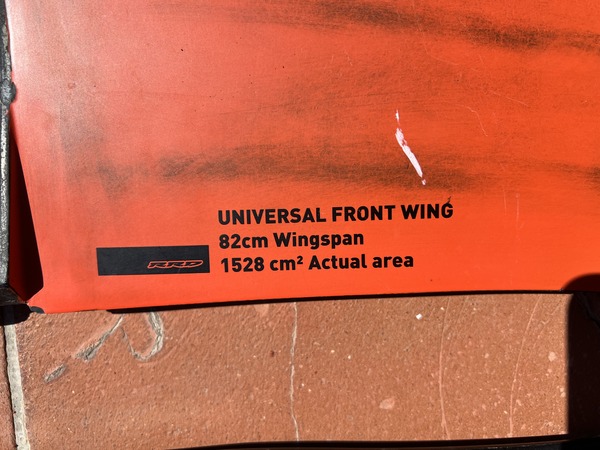 UNIVERSAL FRONT WING
82cm Wingspan
RRD
1528 cm² Actual area